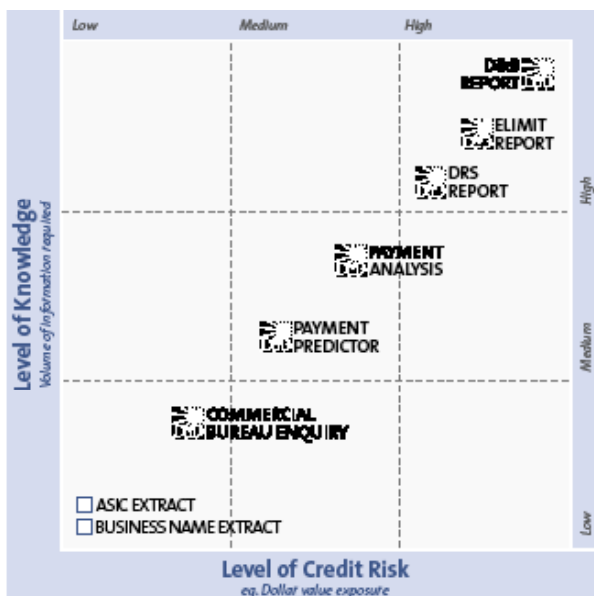 Low Medium High
D&B
REPORT
ELIMIT
REPORT
DRS
REPORT
High
PAYMENT
ANALYSIS
PAYMENT
PREDICTOR
Medium
COMMERCIAL
BUREAU ENQUIRY
ASIC EXTRACT
BUSINESS NAME EXTRACT
Low
Level of Knowledge
Volume of Information required
Level of Credit Risk
eg. Dollar value exposure